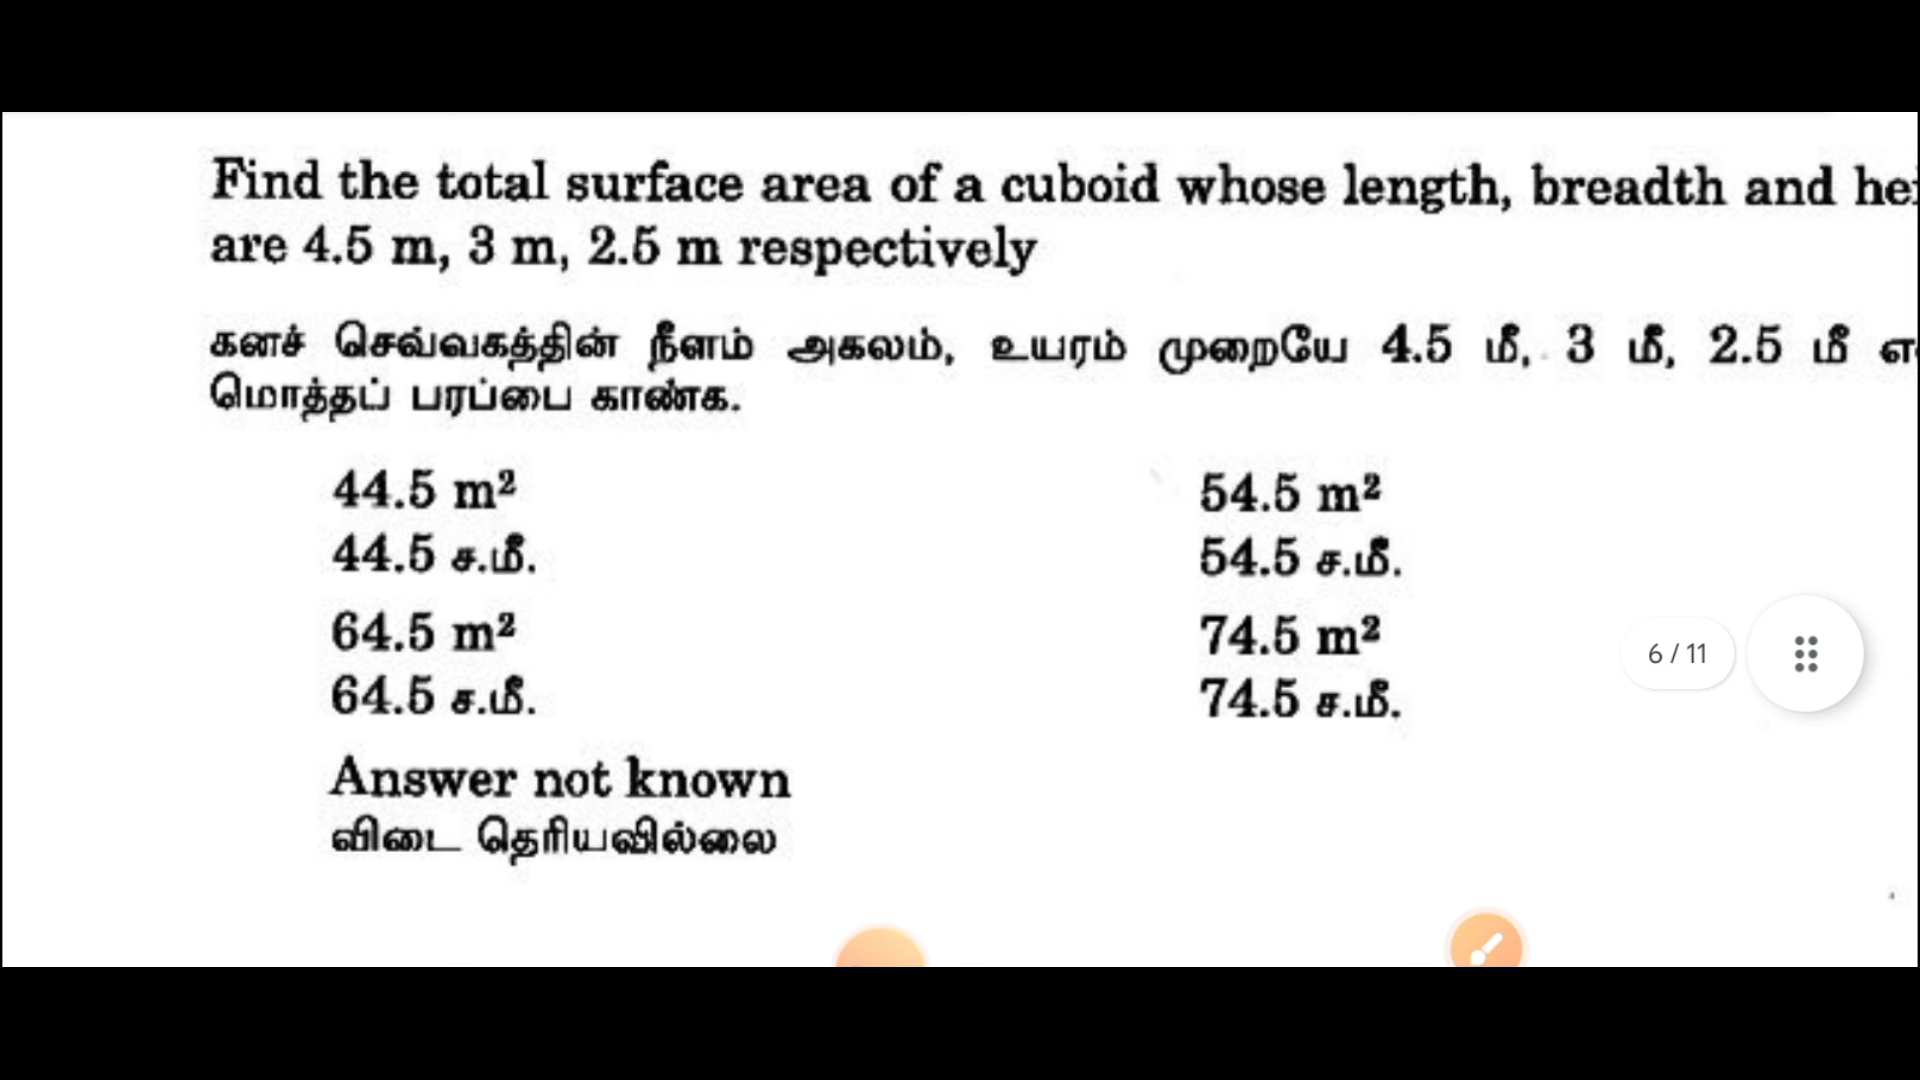 Find the total surface area of a cuboid whose length, breadth and
are 4.5 m, 3 m, 2.5 m respectively
கனச் செவ்வகத்தின் நீளம் அகலம், உயரம் முறையே 4.5 மீ, 3 மீ, 2.5 மீ
மொத்தப் பரப்பை காண்க.
44.5 m² 54.5 m²
44.5 ச.மீ. 54.5 ச.மீ.
64.5 m² 74.5 m²
64.5 ச.மீ. 74.5 ச.மீ.
6 / 11
Answer not known
விடை தெரியவில்லை